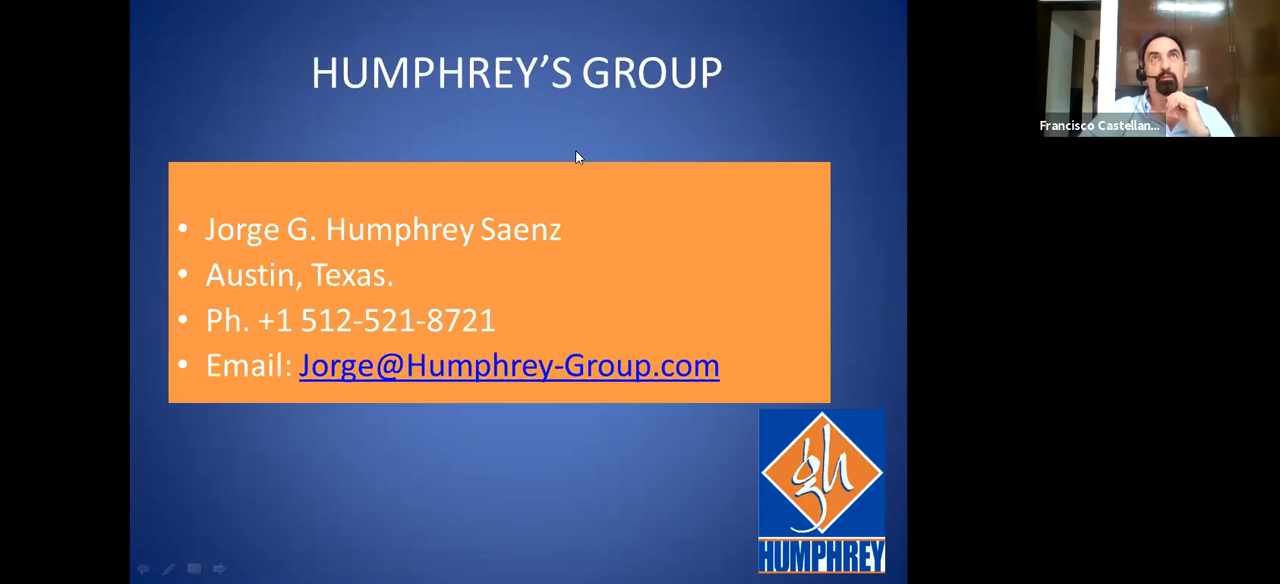 HUMPHREY’S GROUP
Francisco Castellan...
• Jorge G. Humphrey Saenz
• Austin, Texas.
• Ph. +1 512-521-8721
• Email: Jorge@Humphrey-Group.com
gh
HUMPHREY